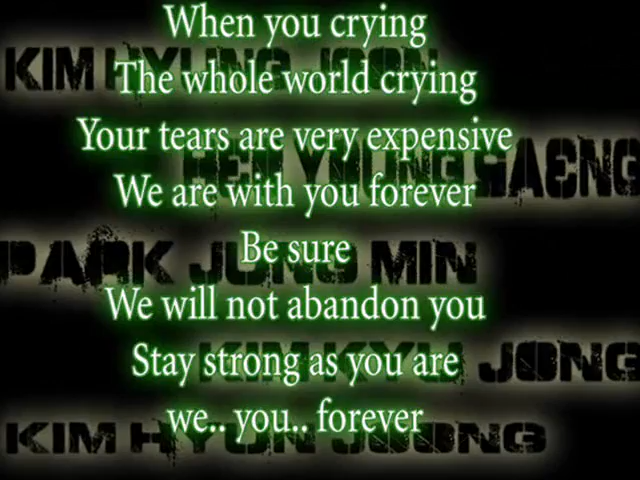 When you crying
KIM HYUNG JOON
The whole world crying
Your tears are very expensive
HEO YOUNG SAENG
We are with you forever
Be sure
PARK JUNG MIN
We will not abandon you
Stay strong as you are
KIM KYU JONG
we.. you.. forever
KIM HYUN JOONG